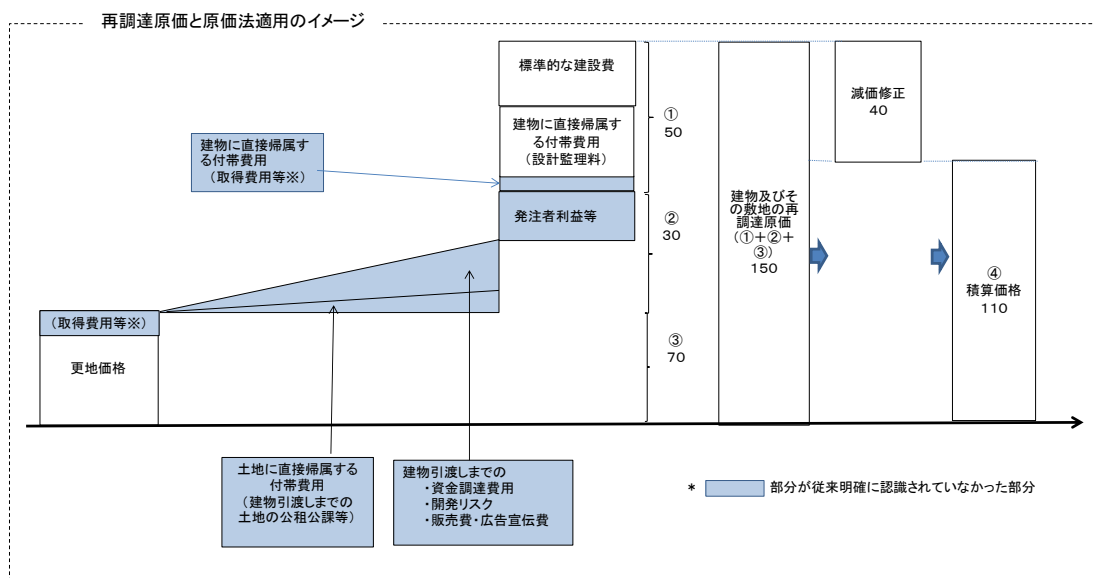 再調達原価と原価法適用のイメージ
標準的な建設費
建物に直接帰属す
る付帯費用
(設計監理料)
建物に直接帰属す
る付帯費用
(取得費用等※)
発注者利益等
①
50
②
30
③
70
建物及びそ
の敷地の再
調達原価
(①+②+
③)
150
減価修正
40
④
積算価格
110
(取得費用等※)
更地価格
土地に直接帰属する
付帯費用
(建物引渡しまでの
土地の公租公課等)
建物引渡しまでの
・資金調達費用
・開発リスク
・販売費・広告宣伝費
* 部分が従来明確に認識されていなかった部分